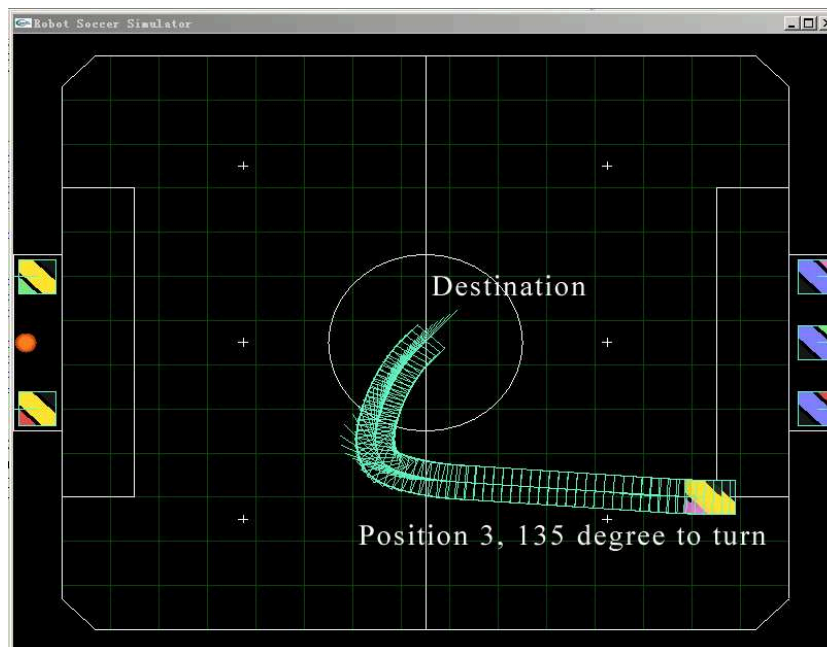 Robot Soccer Simulator
Destination
Position 3, 135 degree to turn